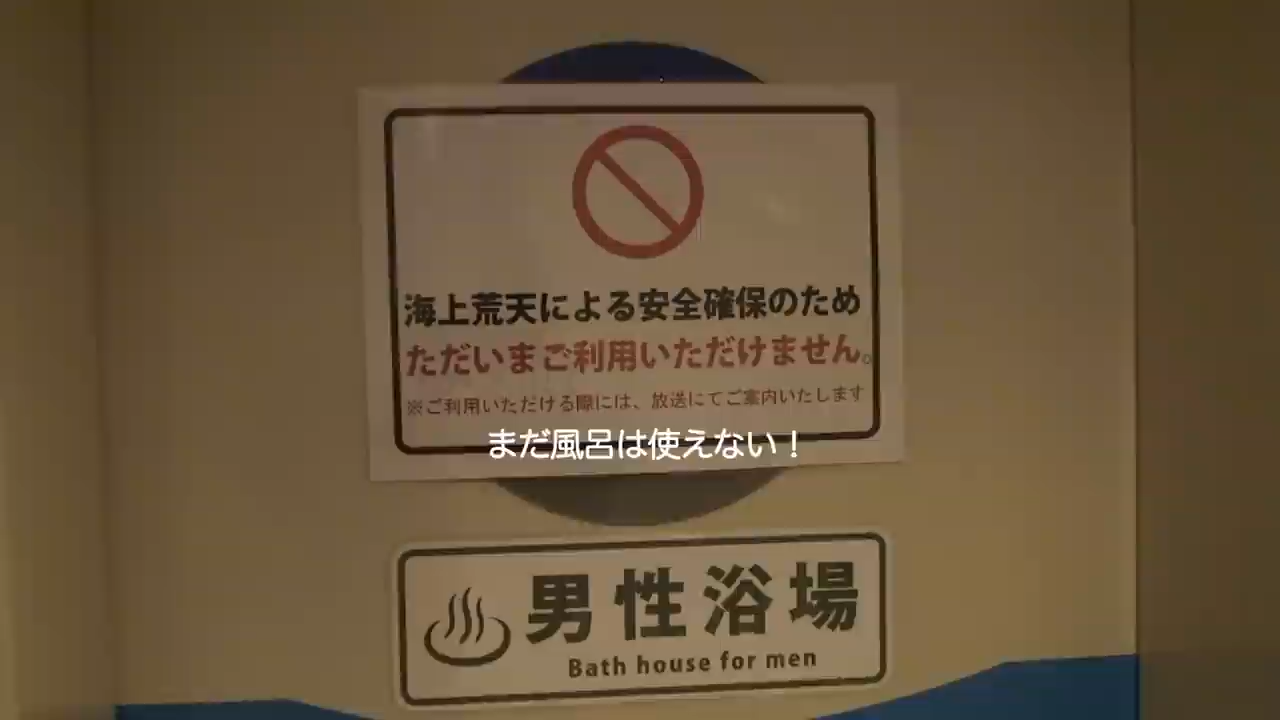 海上荒天による安全確保のため
ただいまご利用いただけません。
※ご利用いただける際には、放送にてご案内いたします
まだ風呂は使えない！
男性浴場
Bath house for men